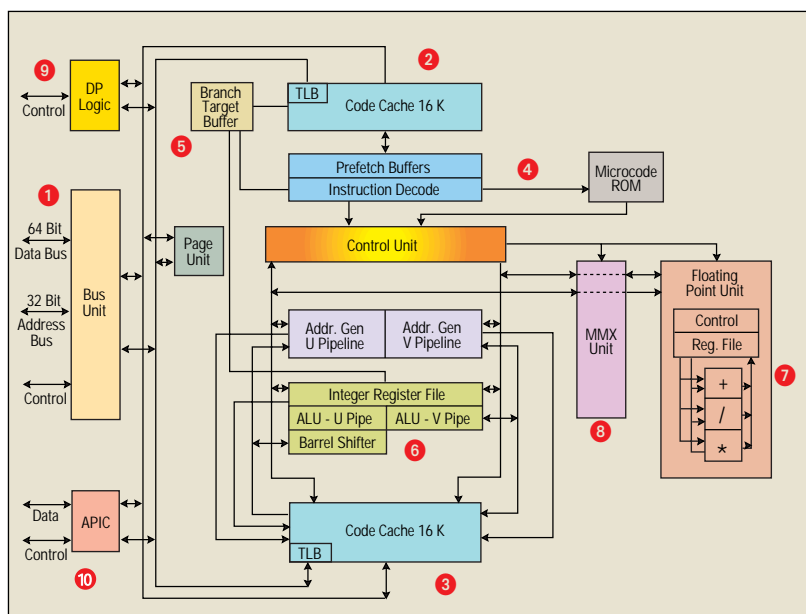 9
DP
Logic
Control
2
TLB
Code Cache 16 K
Branch
Target
Buffer
5
Prefetch Buffers
Instruction Decode
4
Microcode
ROM
1
64 Bit
Data Bus
32 Bit
Address
Bus
Control
Bus
Unit
Page
Unit
Control Unit
Addr. Gen
U Pipeline
Addr. Gen
V Pipeline
Integer Register File
ALU - U Pipe
ALU - V Pipe
Barrel Shifter
6
MMX
Unit
8
Floating
Point Unit
Control
Reg. File
+
/
*
7
Data
Control
APIC
10
Code Cache 16 K
TLB
3